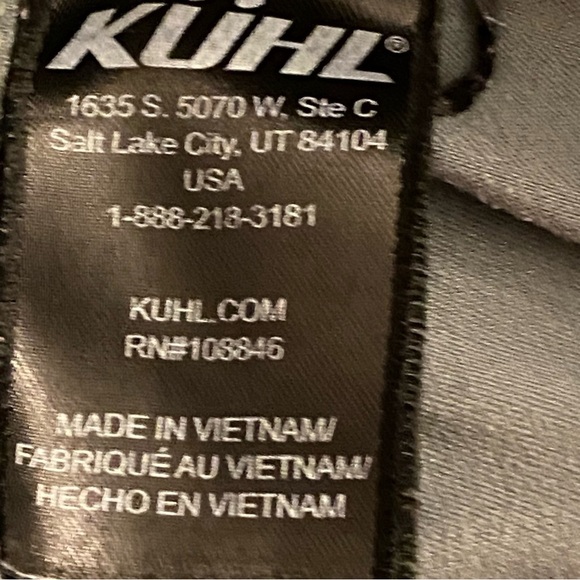 KÜHL®
1635 S. 5070 W, Ste C
Salt Lake City, UT 84104
USA
1-888-218-3181
KUHL.COM
RN#108846
MADE IN VIETNAM/
FABRIQUÉ AU VIETNAM/
HECHO EN VIETNAM